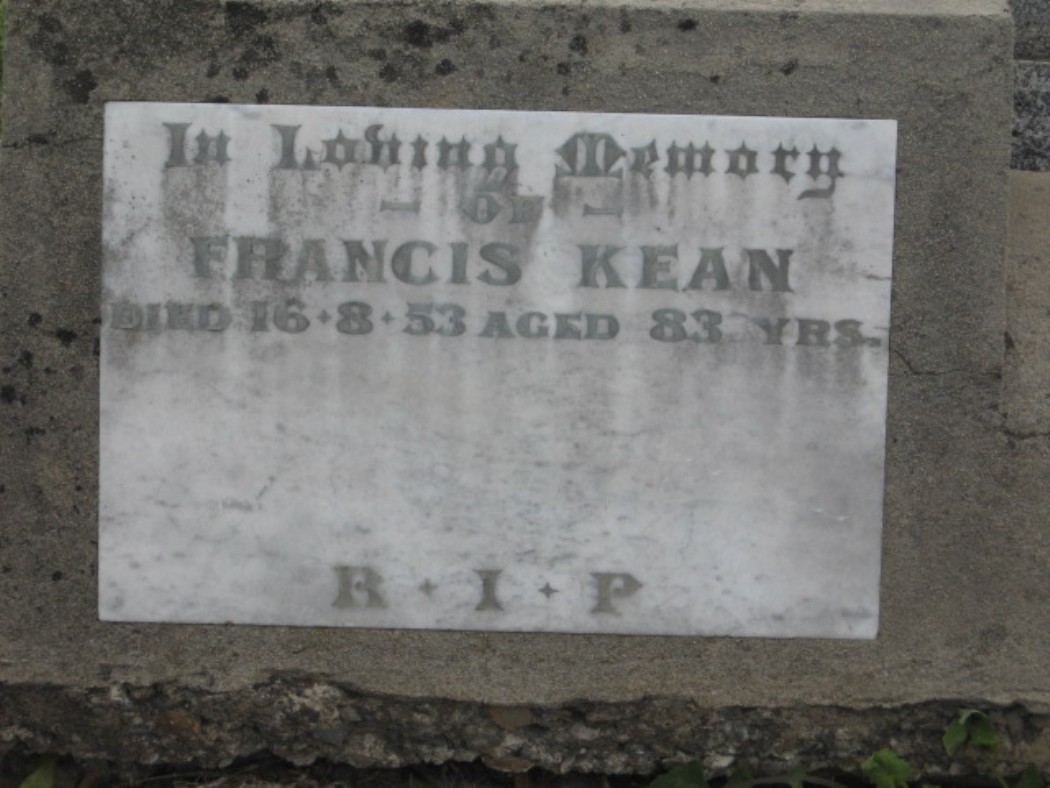 In Loving Memory
- OF -
FRANCIS KEAN
DIED 16·8·53 AGED 83 YRS.
R·I·P